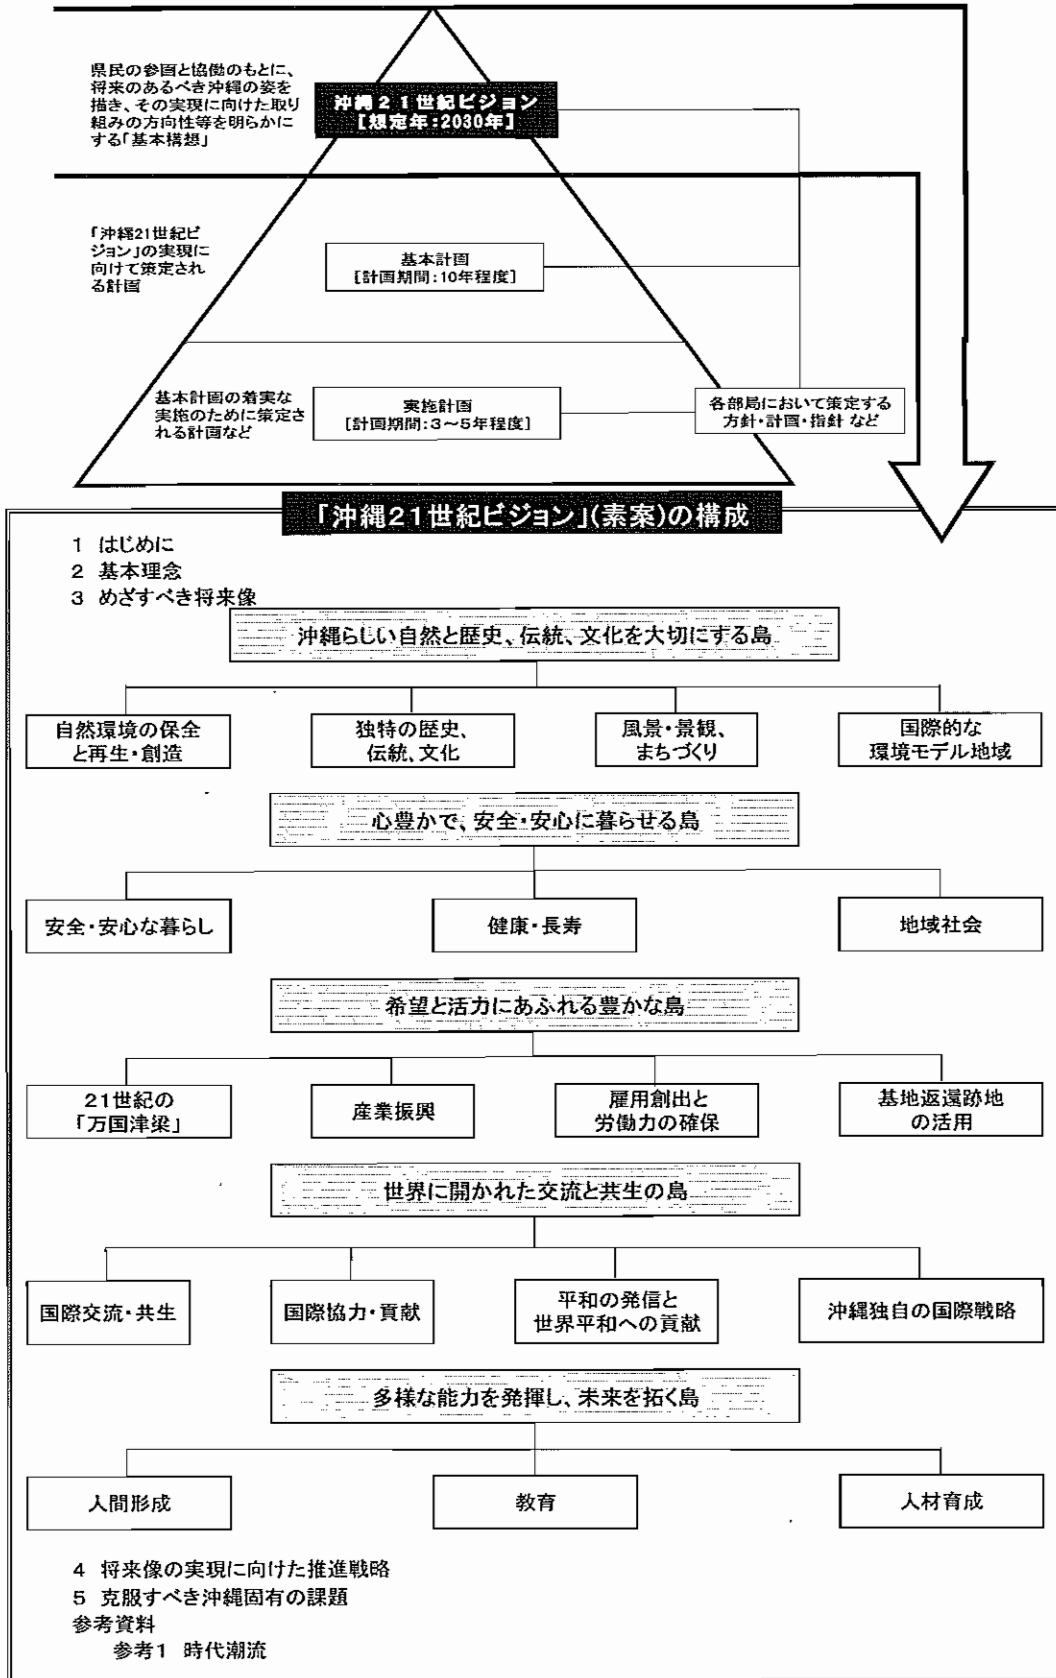 県民の参画と協働のもとに、
将来のあるべき沖縄の姿を
描き、その実現に向けた取り
組みの方向性等を明らかに
する「基本構想」
沖縄21世紀ビジョン
[想定年:2030年]
「沖縄21世紀ビ
ジョン」の実現に
向けて策定され
る計画
基本計画
[計画期間:10年程度]
基本計画の着実な
実施のために策定さ
れる計画など
実施計画
[計画期間:3～5年程度]
各部局において策定する
方針・計画・指針 など
「沖縄21世紀ビジョン」(素案)の構成
1 はじめに
2 基本理念
3 めざすべき将来像
沖縄らしい自然と歴史、伝統、文化を大切にする島
自然環境の保全
と再生・創造
独特の歴史、
伝統、文化
風景・景観、
まちづくり
国際的な
環境モデル地域
心豊かで、安全・安心に暮らせる島
安全・安心な暮らし
健康・長寿
地域社会
希望と活力にあふれる豊かな島
21世紀の
「万国津梁」
産業振興
雇用創出と
労働力の確保
基地返還跡地
の活用
世界に開かれた交流と共生の島
国際交流・共生
国際協力・貢献
平和の発信と
世界平和への貢献
沖縄独自の国際戦略
多様な能力を発揮し、未来を拓く島
人間形成
教育
人材育成
4 将来像の実現に向けた推進戦略
5 克服すべき沖縄固有の課題
参考資料
参考1 時代潮流